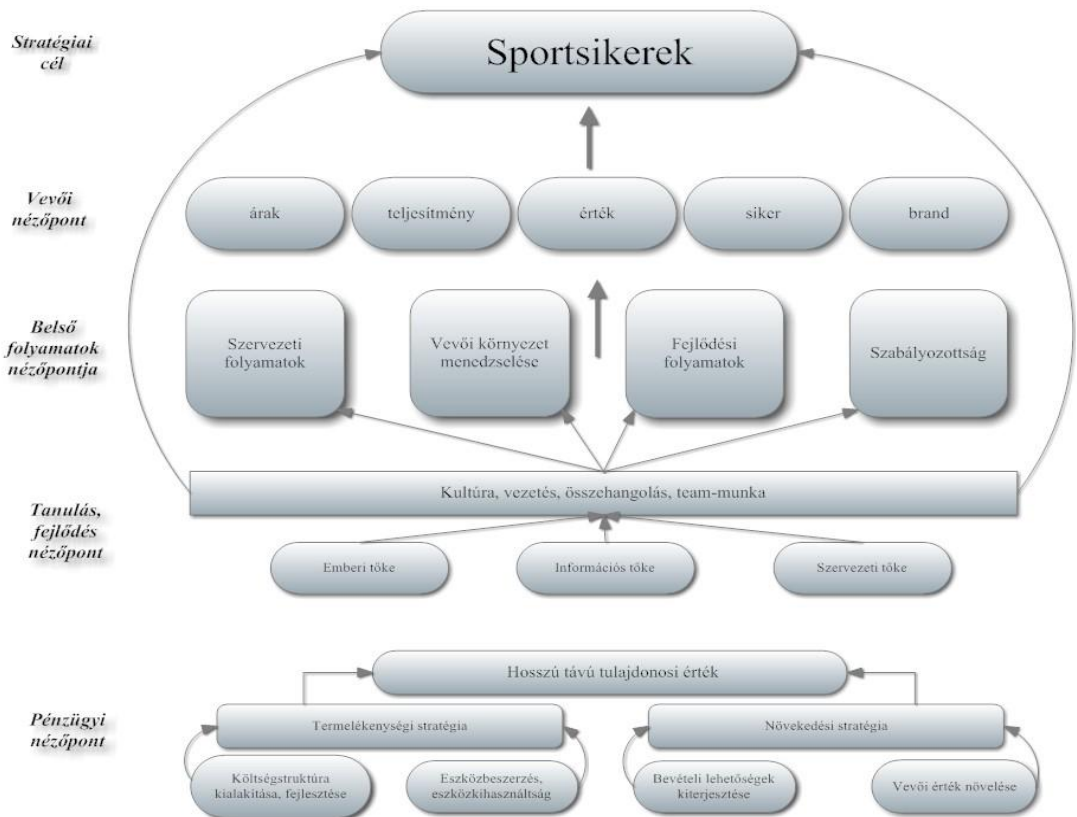 Stratégiai
cél
Sportsikerek
Vevői
nézőpont
árak
teljesítmény
érték
siker
brand
Belső
folyamatok
nézőpontja
Szervezeti
folyamatok
Vevői környezet
menedzselése
Fejlődési
folyamatok
Szabályozottság
Tanulás,
fejlődés
nézőpont
Kultúra, vezetés, összehangolás, team-munka
Emberi tőke
Információs tőke
Szervezeti tőke
Pénzügyi
nézőpont
Hosszú távú tulajdonosi érték
Termelékenységi stratégia
Növekedési stratégia
Költségstruktúra
kialakítása, fejlesztése
Eszközbeszerzés,
eszközkihasználtság
Bevételi lehetőségek
kiterjesztése
Vevői érték növelése